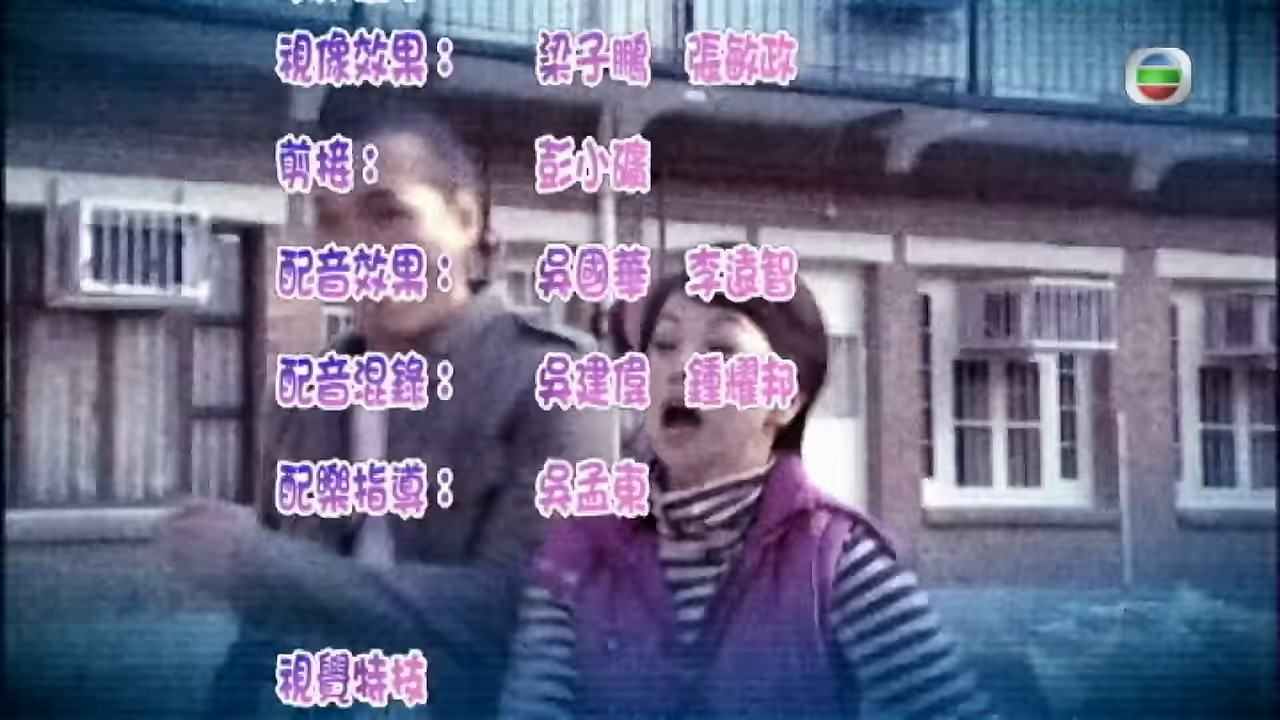 視像效果： 梁子鵬 張敏政
剪接： 彭小礦
配音效果： 吳國華 李遠智
配音混錄： 吳建偉 鍾耀邦
配樂指導： 吳孟東
視覺特技